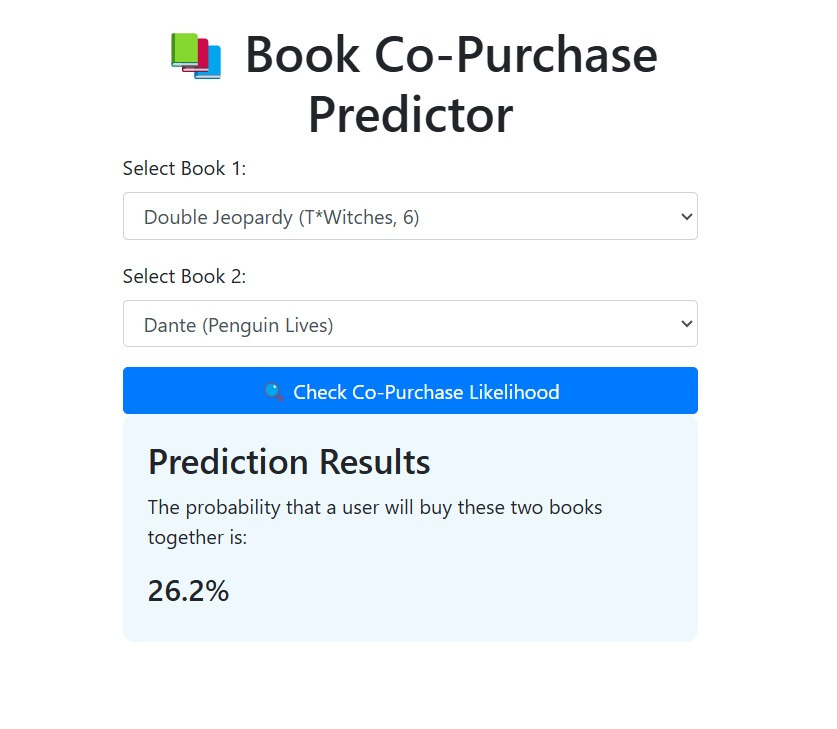 Book Co-Purchase
Predictor
Select Book 1:
Double Jeopardy (T*Witches, 6)
Select Book 2:
Dante (Penguin Lives)
Check Co-Purchase Likelihood
Prediction Results
The probability that a user will buy these two books
together is:
26.2%